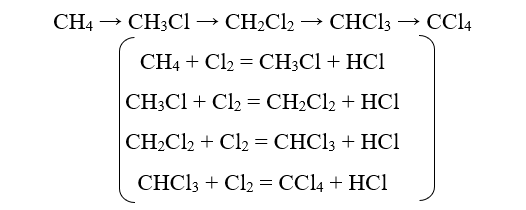 CH4 → CH3Cl → CH2Cl2 → CHCl3 → CCl4
CH4 + Cl2 = CH3Cl + HCl
CH3Cl + Cl2 = CH2Cl2 + HCl
CH2Cl2 + Cl2 = CHCl3 + HCl
CHCl3 + Cl2 = CCl4 + HCl